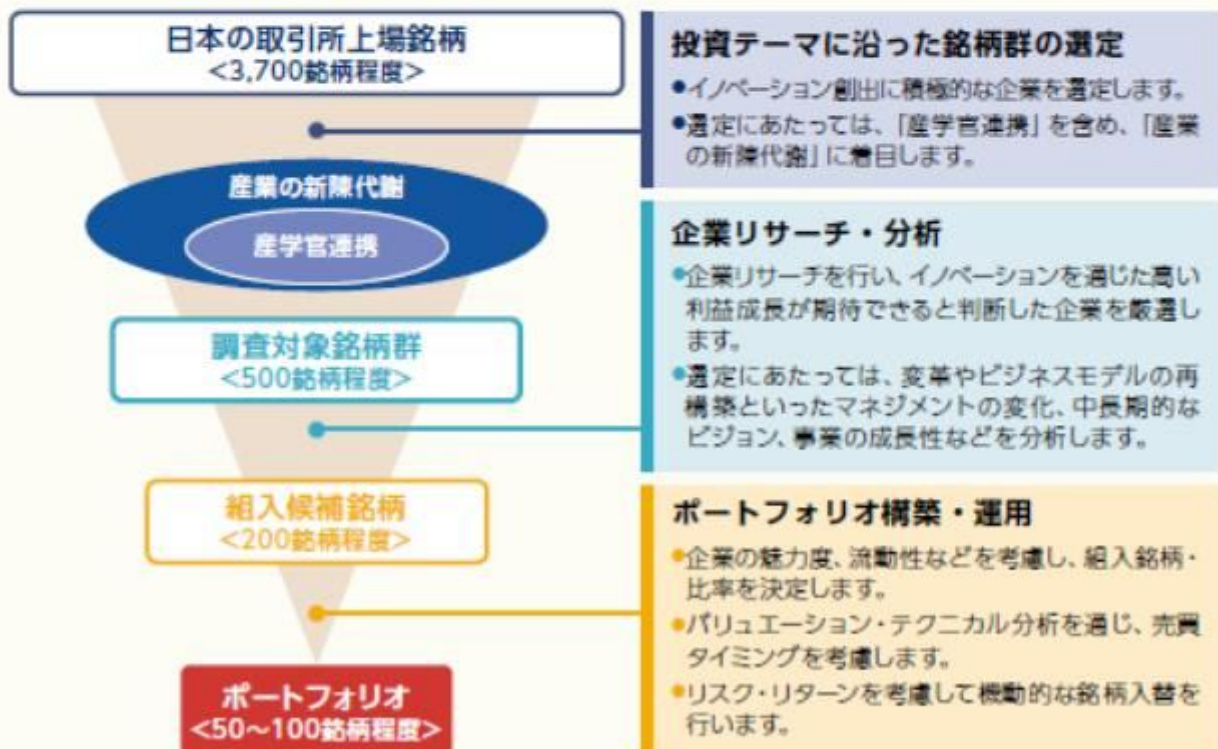 日本の取引所上場銘柄
<3,700銘柄程度>
産業の新陳代謝
産学官連携
調査対象銘柄群
<500銘柄程度>
組入候補銘柄
<200銘柄程度>
ポートフォリオ
<50～100銘柄程度>
投資テーマに沿った銘柄群の選定
●イノベーション創出に積極的な企業を選定します。
●選定にあたっては、「産学官連携」を含め、「産業
の新陳代謝」に着目します。
企業リサーチ・分析
●企業リサーチを行い、イノベーションを通じた高い
利益成長が期待できると判断した企業を厳選し
ます。
●選定にあたっては、変革やビジネスモデルの再
構築といったマネジメントの変化、中長期的な
ビジョン、事業の成長性などを分析します。
ポートフォリオ構築・運用
●企業の魅力度、流動性などを考慮し、組入銘柄・
比率を決定します。
●バリュエーション・テクニカル分析を通じ、売買
タイミングを考慮します。
●リスク・リターンを考慮して機動的な銘柄入替を
行います。